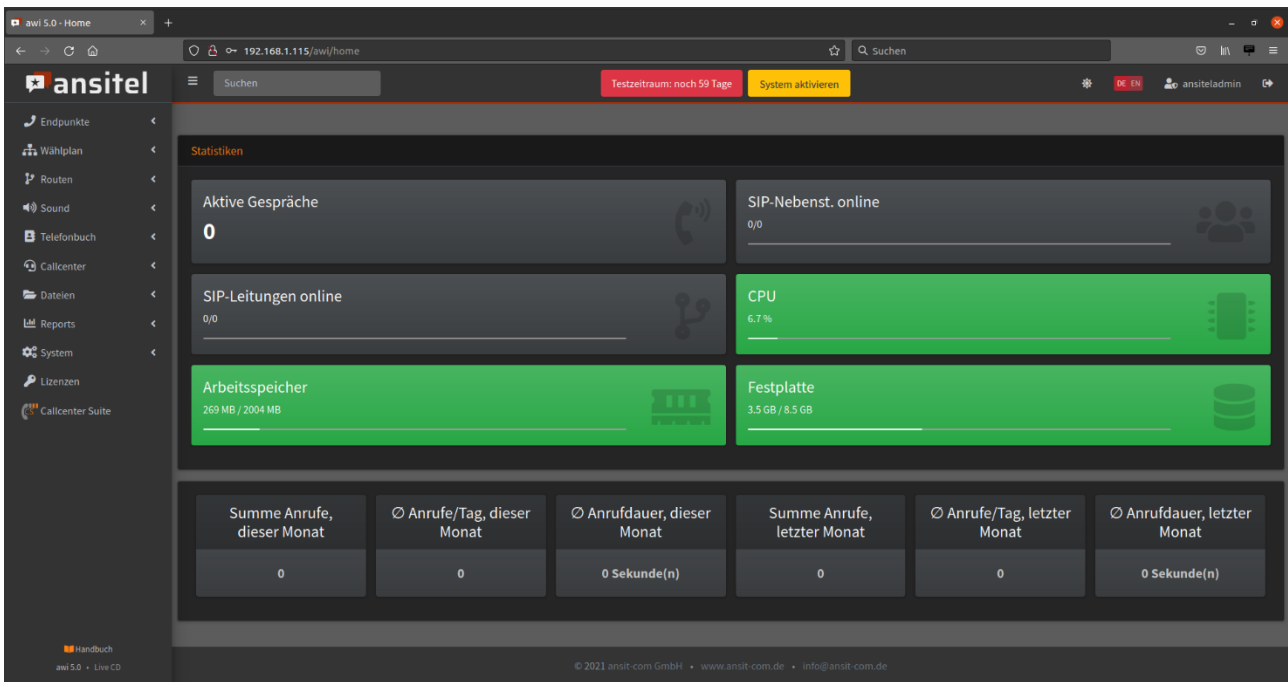 awi 5.0 - Home
192.168.1.115/awi/home
Suchen
ansitel
Suchen
Testzeitraum: noch 59 Tage
System aktivieren
DE EN
ansiteladmin
Endpunkte
Wählplan
Routen
Sound
Telefonbuch
Callcenter
Dateien
Reports
System
Lizenzen
Callcenter Suite
Statistiken
Aktive Gespräche
0
SIP-Nebenst. online
0/0
SIP-Leitungen online
0/0
CPU
6.7 %
Arbeitsspeicher
269 MB / 2004 MB
Festplatte
3.5 GB / 8.5 GB
Summe Anrufe,
dieser Monat
0
∅ Anrufe/Tag, dieser
Monat
0
∅ Anrufdauer, dieser
Monat
0 Sekunde(n)
Summe Anrufe,
letzter Monat
0
∅ Anrufe/Tag, letzter
Monat
0
∅ Anrufdauer, letzter
Monat
0 Sekunde(n)
Handbuch
awi 5.0 • Live CD
© 2021 ansit-com GmbH • www.ansit-com.de • info@ansit-com.de